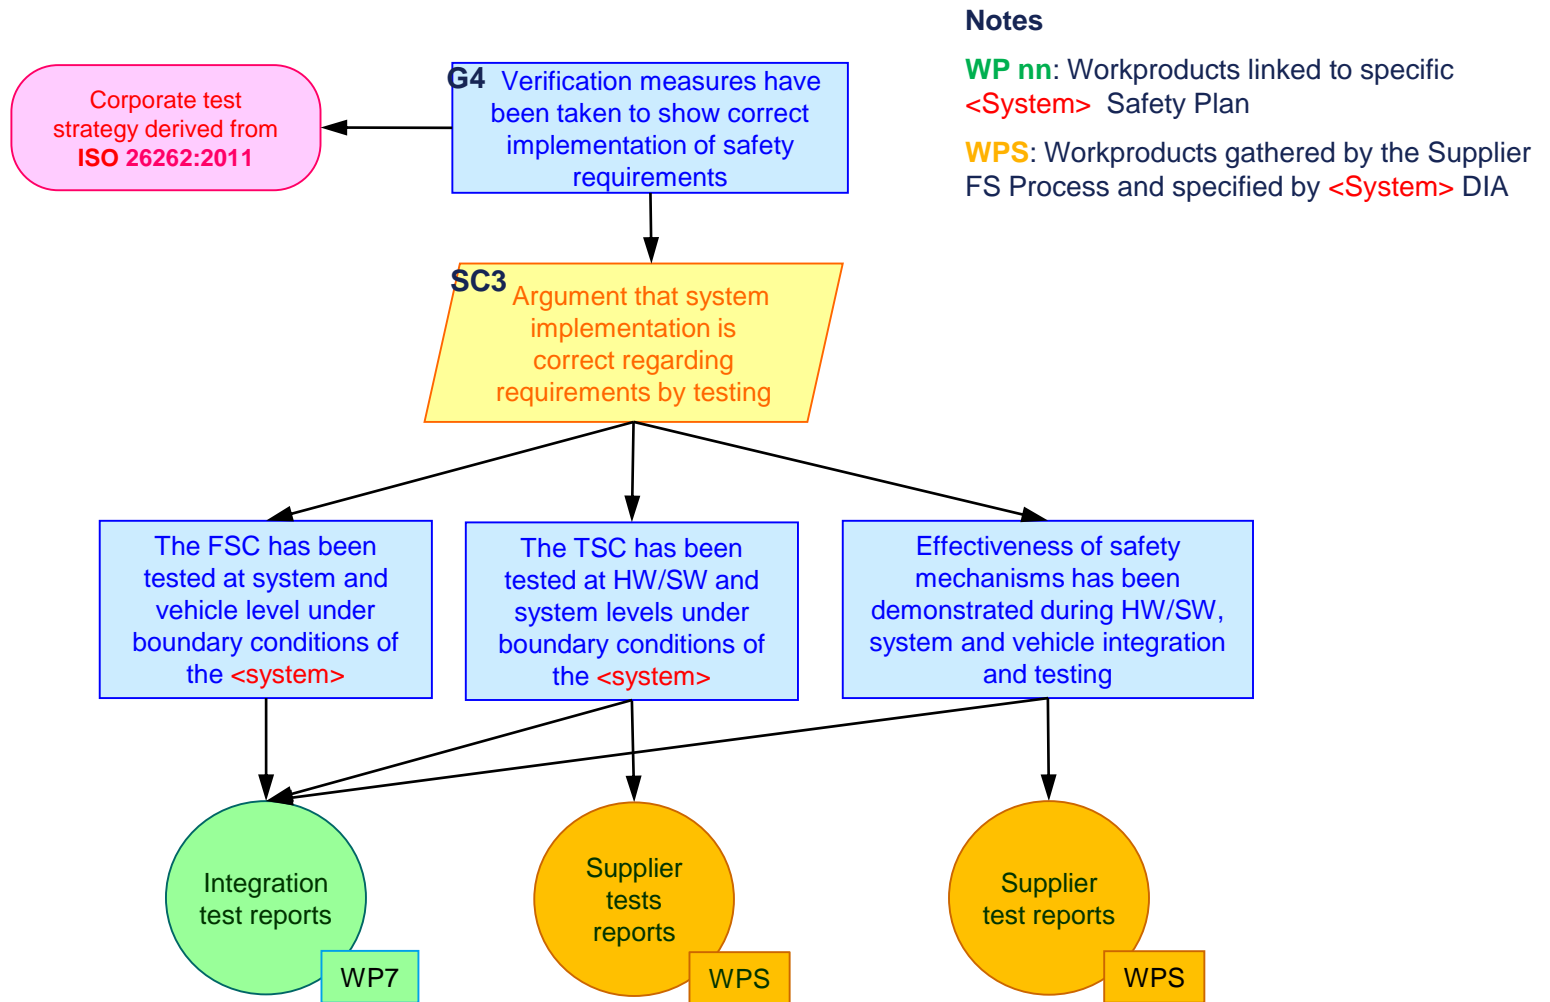 Notes
WP nn: Workproducts linked to specific
<System> Safety Plan
WPS: Workproducts gathered by the Supplier
FS Process and specified by <System> DIA
Corporate test
strategy derived from
ISO 26262:2011
G4 Verification measures have
been taken to show correct
implementation of safety
requirements
SC3 Argument that system
implementation is
correct regarding
requirements by testing
The FSC has been
tested at system and
vehicle level under
boundary conditions of
the <system>
The TSC has been
tested at HW/SW and
system levels under
boundary conditions of
the <system>
Effectiveness of safety
mechanisms has been
demonstrated during HW/SW,
system and vehicle integration
and testing
Integration
test reports
WP7
Supplier
tests
reports
WPS
Supplier
test reports
WPS